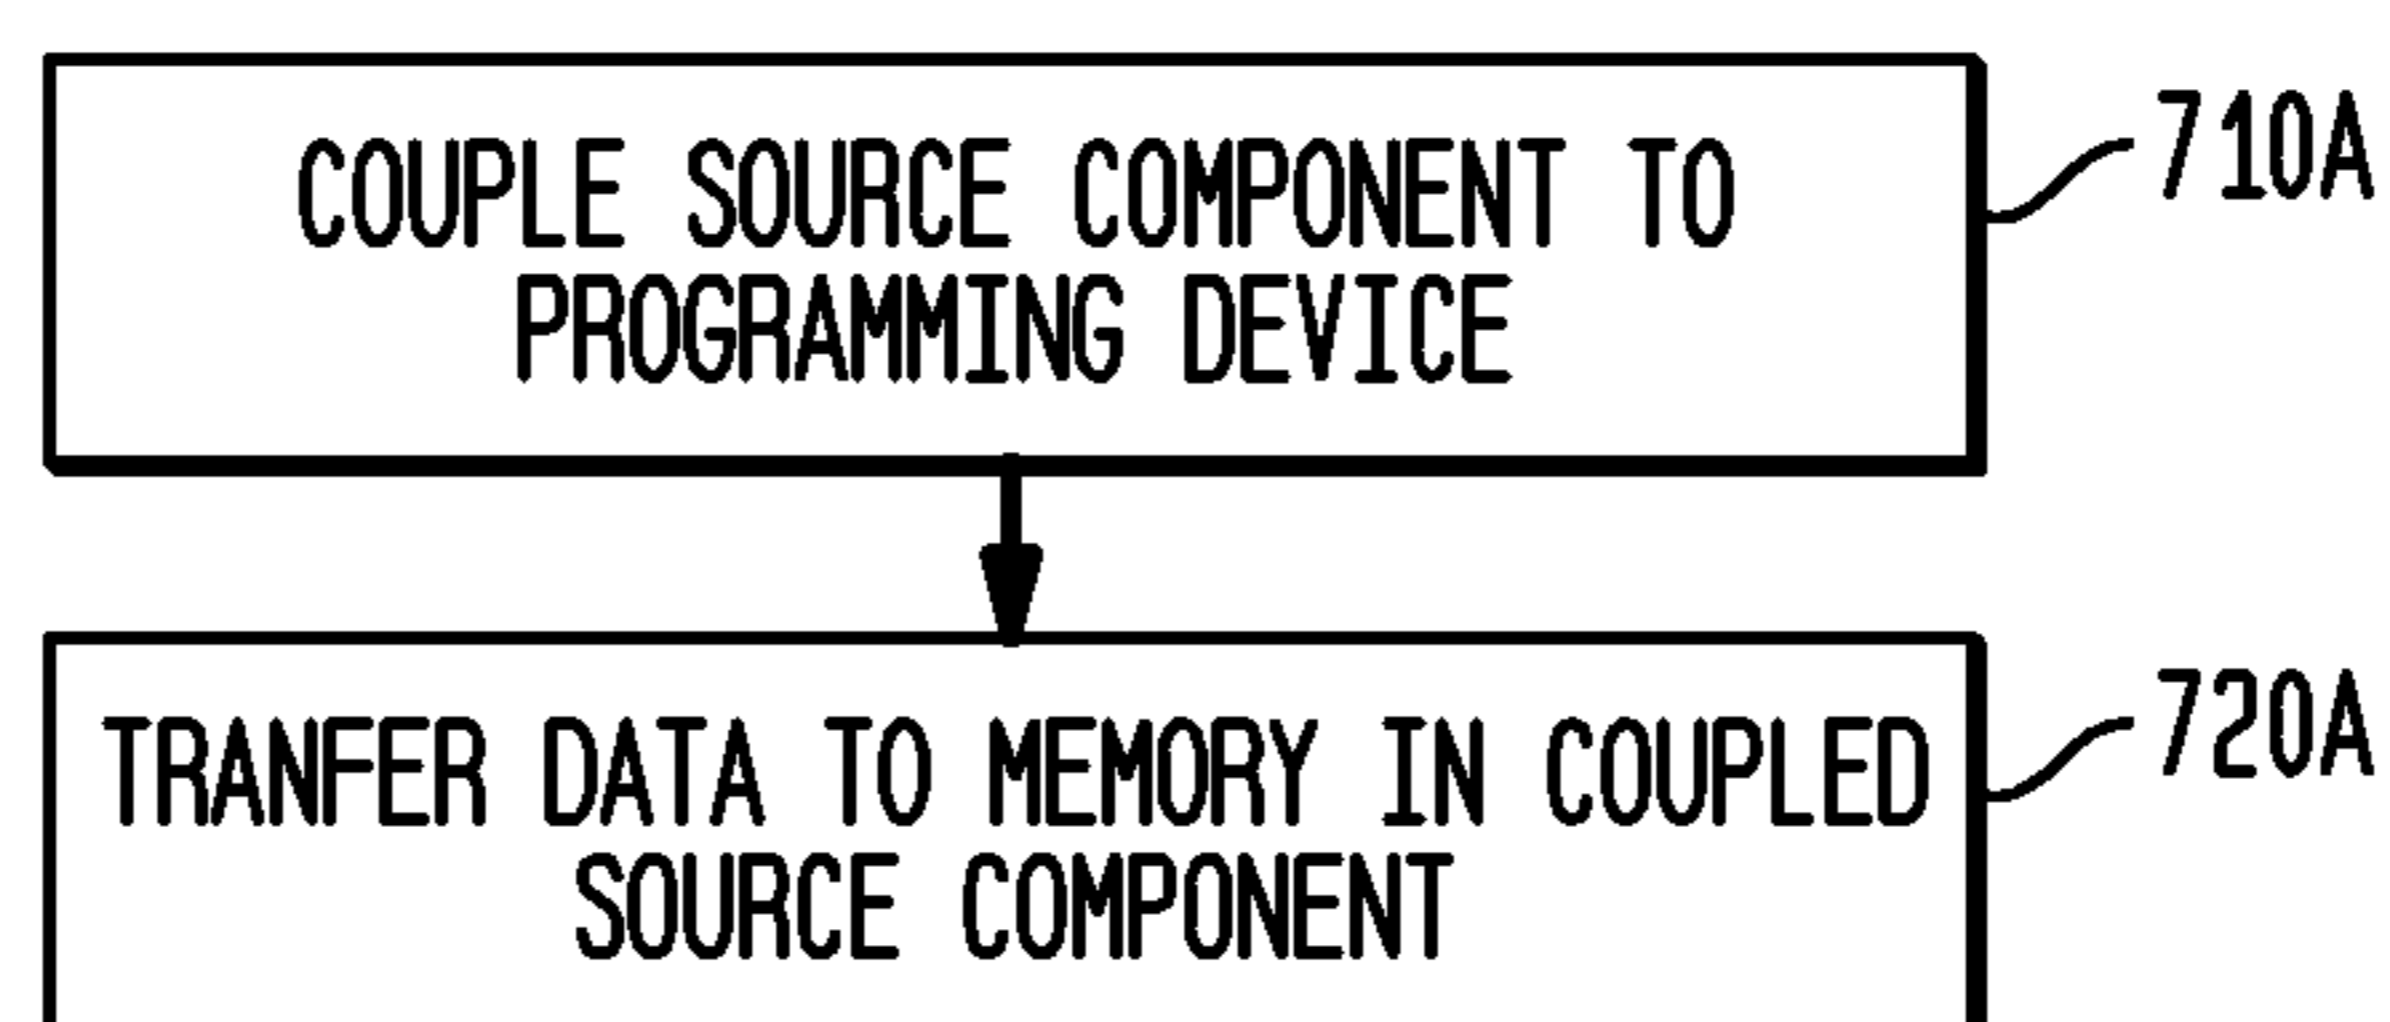 COUPLE SOURCE COMPONENT TO
PROGRAMMING DEVICE
710A
TRANFER DATA TO MEMORY IN COUPLED
SOURCE COMPONENT
720A